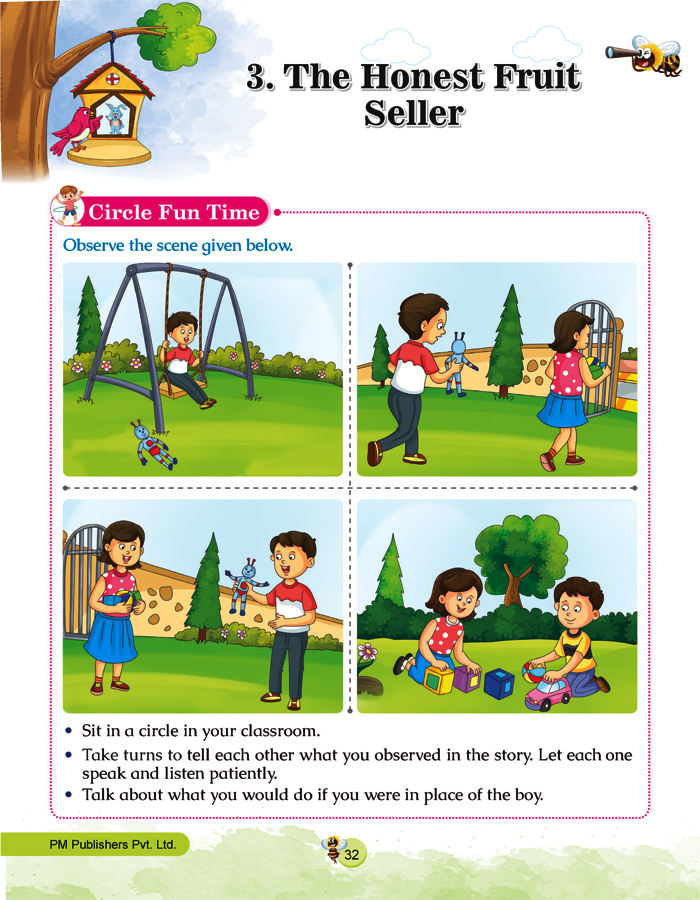 3. The Honest Fruit
Seller
Circle Fun Time
Observe the scene given below.
• Sit in a circle in your classroom.
• Take turns to tell each other what you observed in the story. Let each one
speak and listen patiently.
• Talk about what you would do if you were in place of the boy.
PM Publishers Pvt. Ltd.
32